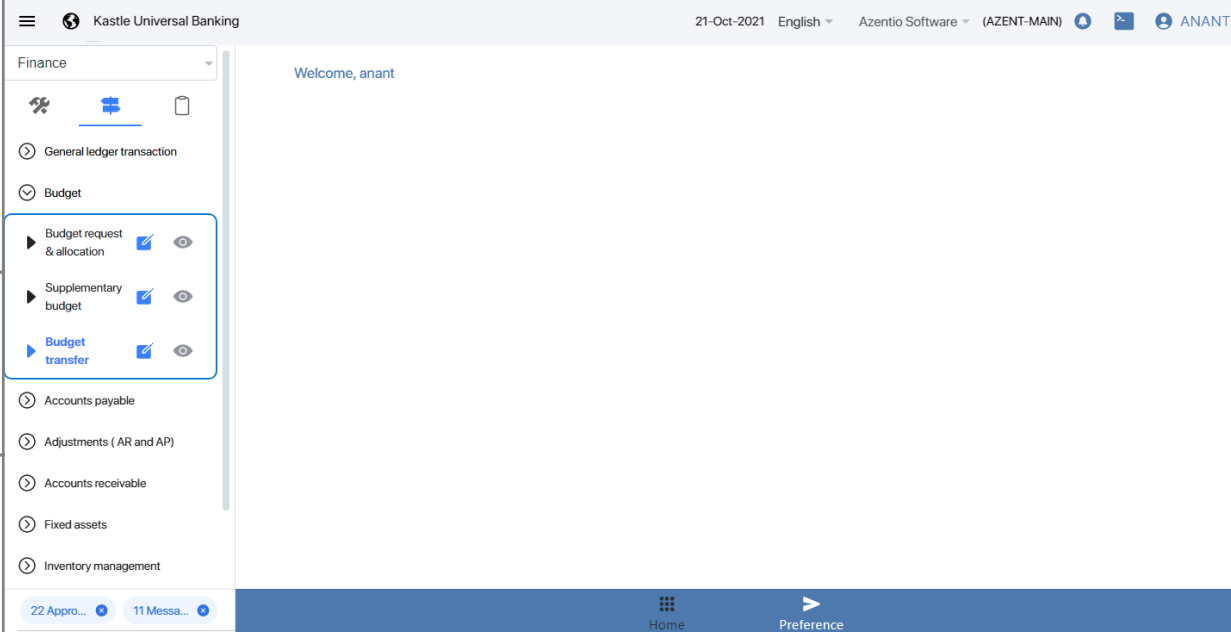 Kastle Universal Banking
21-Oct-2021 English Azentio Software (AZENT-MAIN) ANANT
Finance
Welcome, anant
General ledger transaction
Budget
Budget request
& allocation
Supplementary
budget
Budget
transfer
Accounts payable
Adjustments ( AR and AP)
Accounts receivable
Fixed assets
Inventory management
22 Appro... 11 Messa...
Home Preference